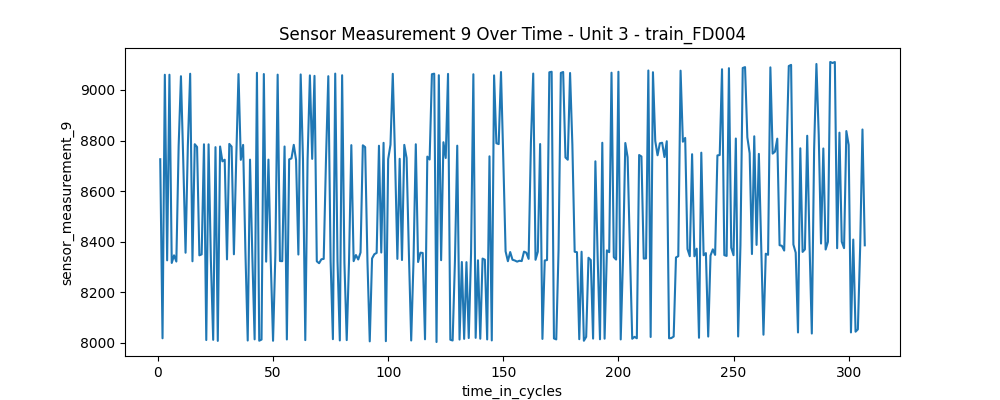 Sensor Measurement 9 Over Time - Unit 3 - train_FD004
sensor_measurement_9
9000
8800
8600
8400
8200
8000
0 50 100 150 200 250 300
time_in_cycles